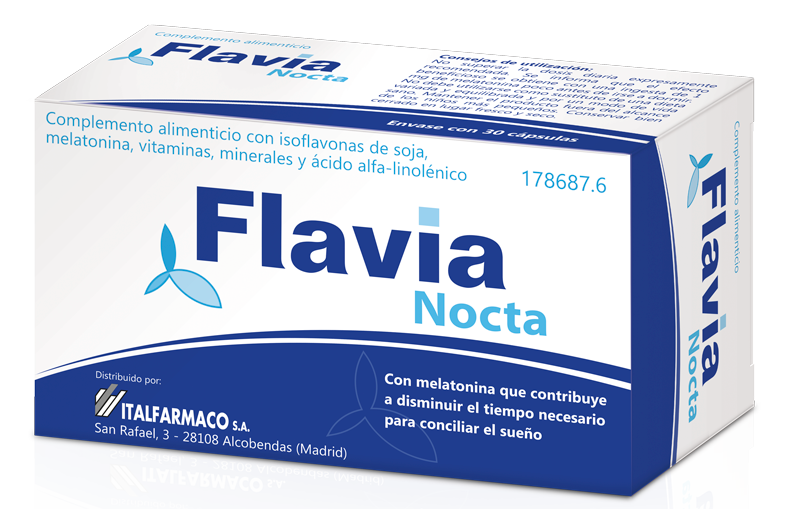 Complemento alimenticio
Flavia
Nocta
Consejos de utilización:
No superar la dosis diaria expresamente
recomendada. Se informa q el efecto
beneficioso se obtiene con una ingesta de 1
mg de melatonina poco antes de ir a dormir.
No debe utilizarse como sustituto de una dieta
variada y equilibrada y por un modo de vida
sano. Mantener el producto fuera del alcance
de los niños más pequeños. Conservar bien
cerrado en lugar fresco y seco.
Envase con 30 cápsulas
Complemento alimenticio con isoflavonas de soja,
melatonina, vitaminas, minerales y ácido alfa-linolénico
178687.6
Flavia
Nocta
Distribuido por:
ITALFARMACO S.A.
San Rafael, 3 - 28108 Alcobendas (Madrid)
Con melatonina que contribuye
a disminuir el tiempo necesario
para conciliar el sueño
Complemento alimenticio
Flavia
Nocta